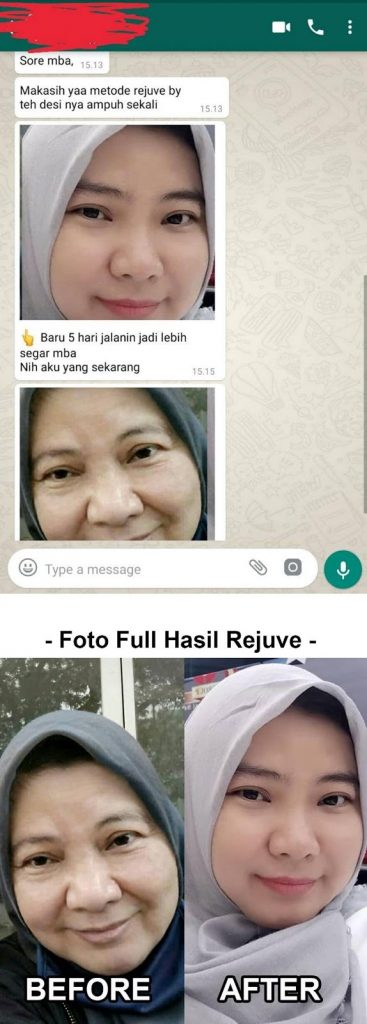 Sore mba, 15.13
Makasih yaa metode rejuve by
teh desi nya ampuh sekali 15.13
👆 Baru 5 hari jalanin jadi lebih
segar mba
Nih aku yang sekarang 15.15
Type a message
- Foto Full Hasil Rejuve -
BEFORE
AFTER